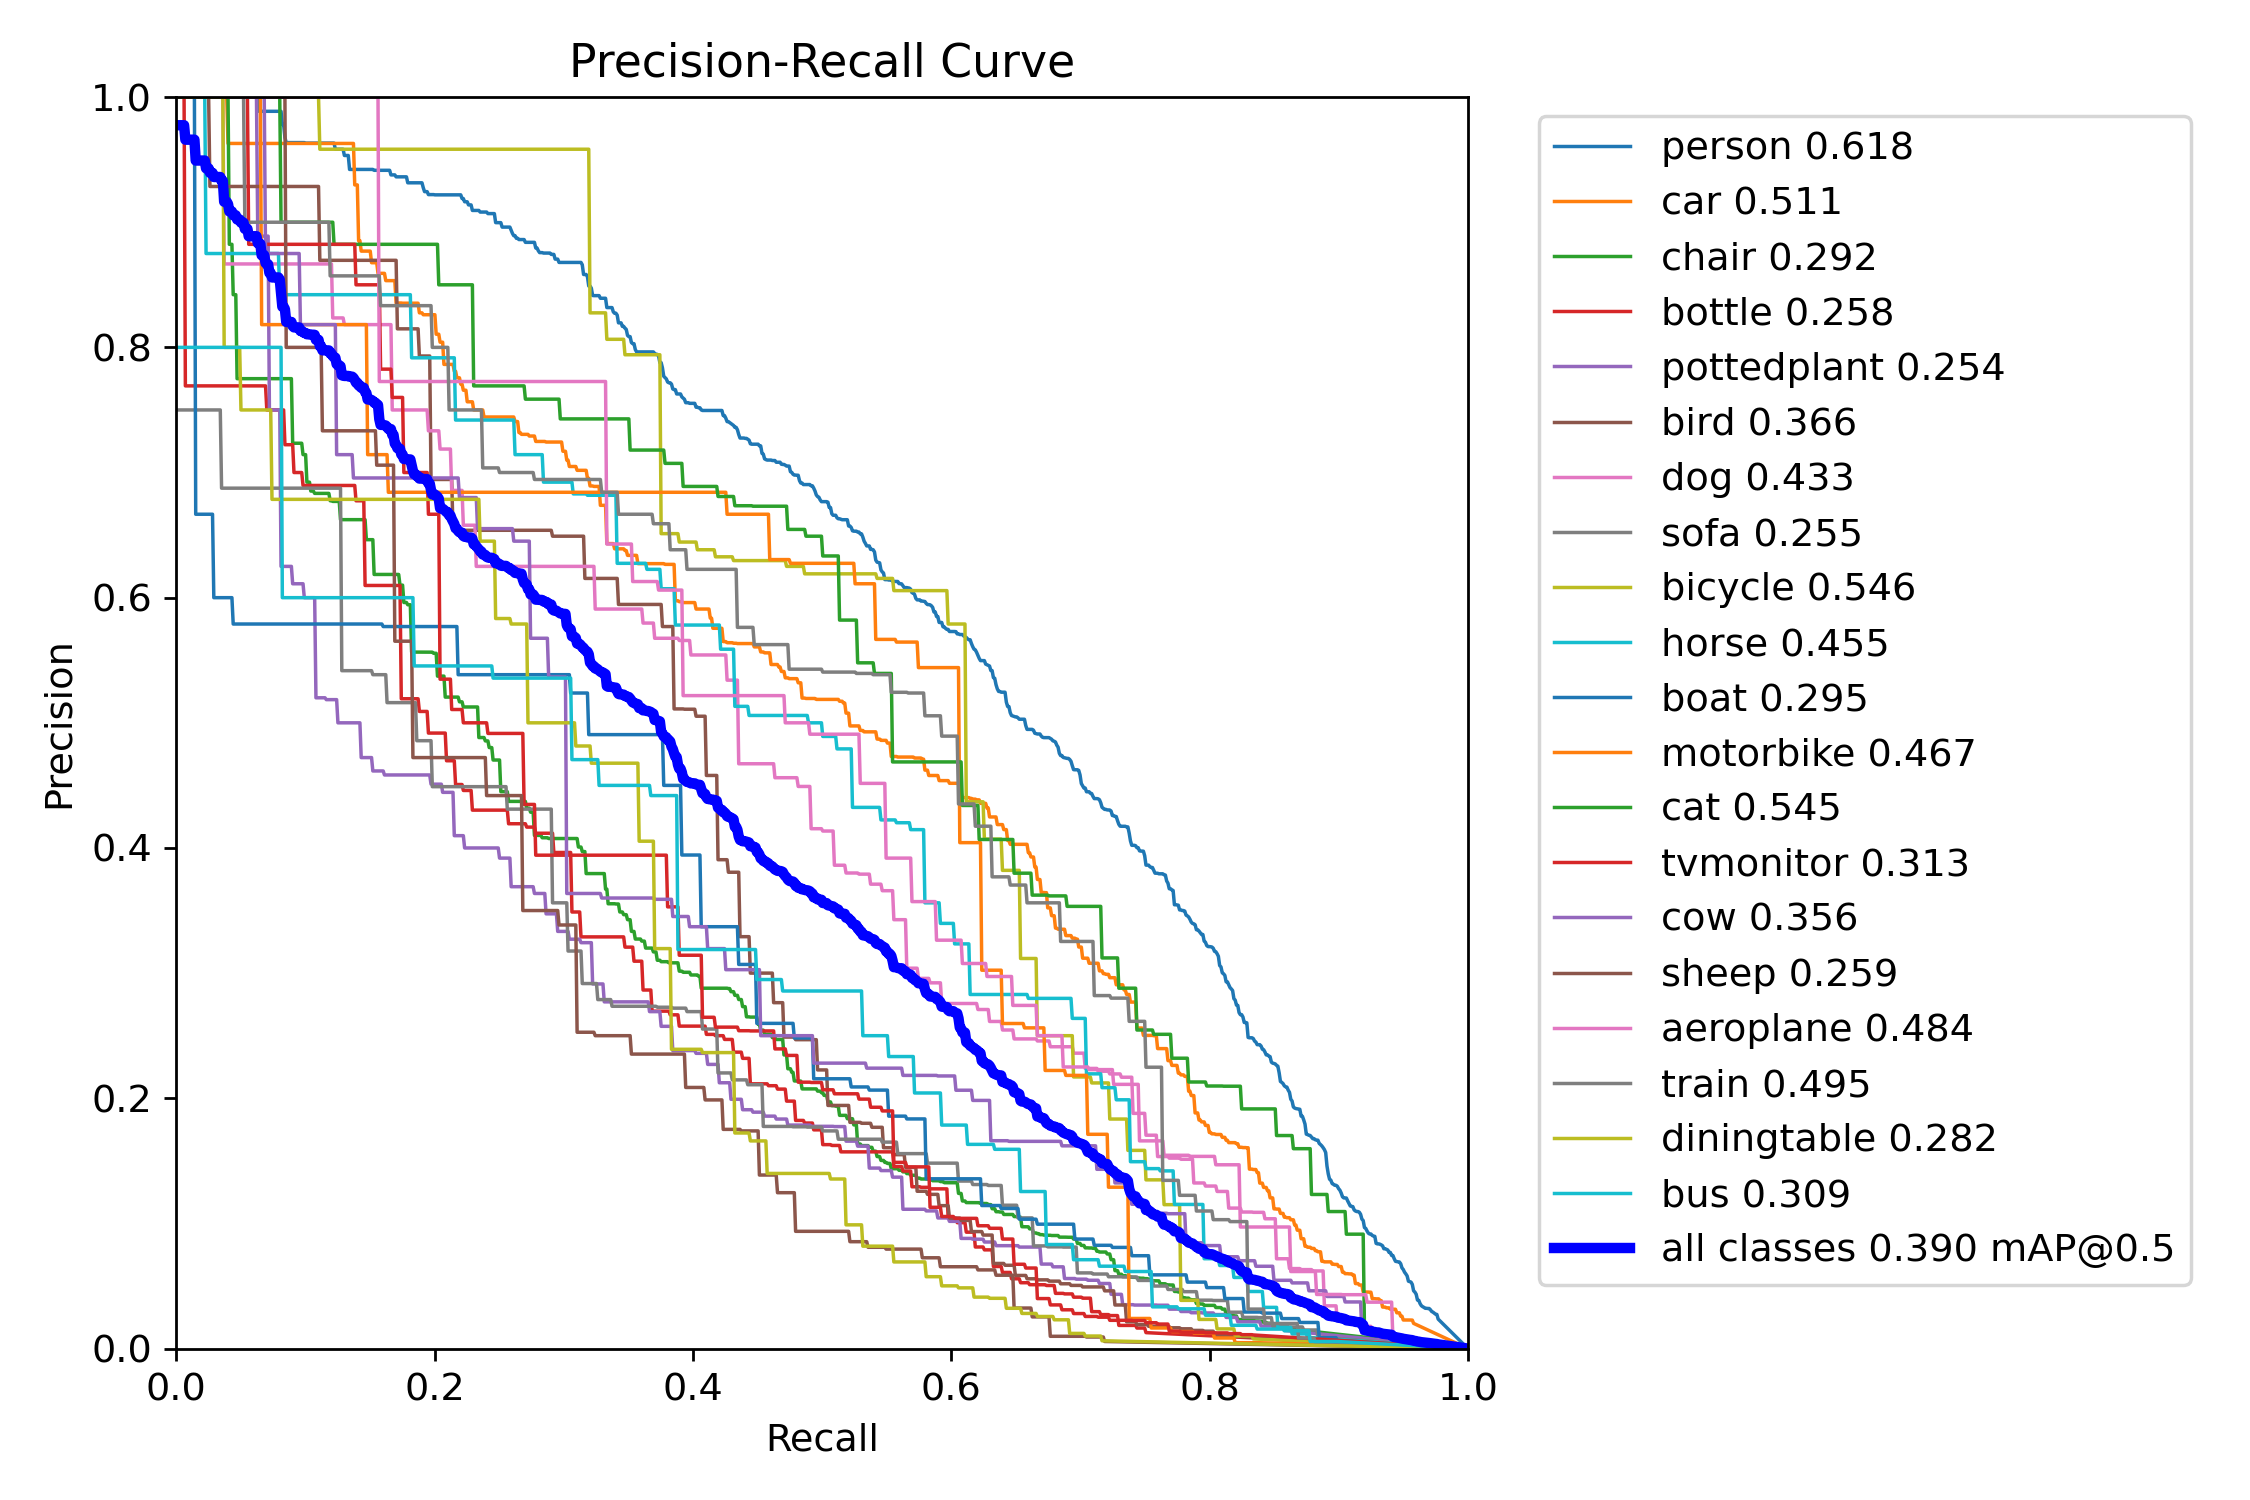 Precision-Recall Curve
1.0
0.8
0.6
0.4
0.2
0.0
Precision
0.0 0.2 0.4 0.6 0.8 1.0
Recall
person 0.618
car 0.511
chair 0.292
bottle 0.258
pottedplant 0.254
bird 0.366
dog 0.433
sofa 0.255
bicycle 0.546
horse 0.455
boat 0.295
motorbike 0.467
cat 0.545
tvmonitor 0.313
cow 0.356
sheep 0.259
aeroplane 0.484
train 0.495
diningtable 0.282
bus 0.309
all classes 0.390 mAP@0.5